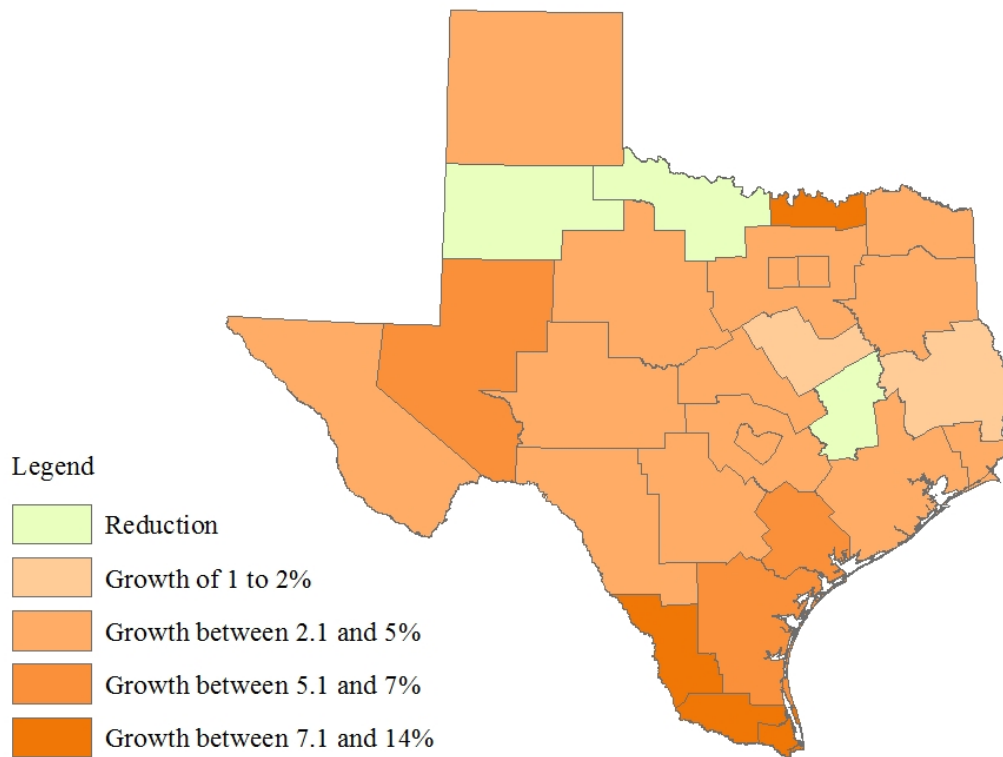 Legend
Reduction
Growth of 1 to 2%
Growth between 2.1 and 5%
Growth between 5.1 and 7%
Growth between 7.1 and 14%